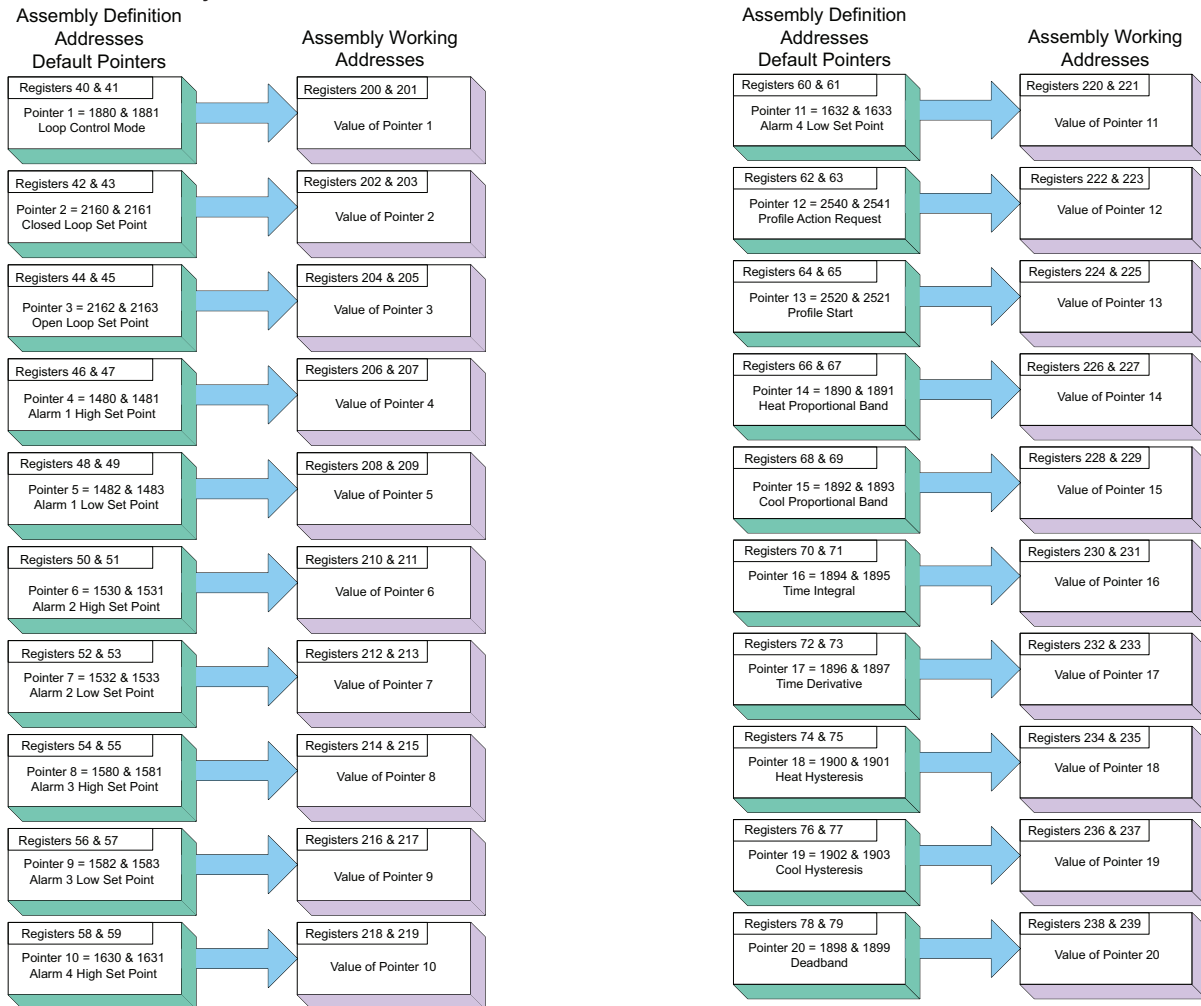 Assembly Definition
Addresses
Default Pointers
Assembly Working
Addresses
Registers 40 & 41
Pointer 1 = 1880 & 1881
Loop Control Mode
Registers 200 & 201
Value of Pointer 1
Registers 42 & 43
Pointer 2 = 2160 & 2161
Closed Loop Set Point
Registers 202 & 203
Value of Pointer 2
Registers 44 & 45
Pointer 3 = 2162 & 2163
Open Loop Set Point
Registers 204 & 205
Value of Pointer 3
Registers 46 & 47
Pointer 4 = 1480 & 1481
Alarm 1 High Set Point
Registers 206 & 207
Value of Pointer 4
Registers 48 & 49
Pointer 5 = 1482 & 1483
Alarm 1 Low Set Point
Registers 208 & 209
Value of Pointer 5
Registers 50 & 51
Pointer 6 = 1530 & 1531
Alarm 2 High Set Point
Registers 210 & 211
Value of Pointer 6
Registers 52 & 53
Pointer 7 = 1532 & 1533
Alarm 2 Low Set Point
Registers 212 & 213
Value of Pointer 7
Registers 54 & 55
Pointer 8 = 1580 & 1581
Alarm 3 High Set Point
Registers 214 & 215
Value of Pointer 8
Registers 56 & 57
Pointer 9 = 1582 & 1583
Alarm 3 Low Set Point
Registers 216 & 217
Value of Pointer 9
Registers 58 & 59
Pointer 10 = 1630 & 1631
Alarm 4 High Set Point
Registers 218 & 219
Value of Pointer 10
Assembly Definition
Addresses
Default Pointers
Assembly Working
Addresses
Registers 60 & 61
Pointer 11 = 1632 & 1633
Alarm 4 Low Set Point
Registers 220 & 221
Value of Pointer 11
Registers 62 & 63
Pointer 12 = 2540 & 2541
Profile Action Request
Registers 222 & 223
Value of Pointer 12
Registers 64 & 65
Pointer 13 = 2520 & 2521
Profile Start
Registers 224 & 225
Value of Pointer 13
Registers 66 & 67
Pointer 14 = 1890 & 1891
Heat Proportional Band
Registers 226 & 227
Value of Pointer 14
Registers 68 & 69
Pointer 15 = 1892 & 1893
Cool Proportional Band
Registers 228 & 229
Value of Pointer 15
Registers 70 & 71
Pointer 16 = 1894 & 1895
Time Integral
Registers 230 & 231
Value of Pointer 16
Registers 72 & 73
Pointer 17 = 1896 & 1897
Time Derivative
Registers 232 & 233
Value of Pointer 17
Registers 74 & 75
Pointer 18 = 1900 & 1901
Heat Hysteresis
Registers 234 & 235
Value of Pointer 18
Registers 76 & 77
Pointer 19 = 1902 & 1903
Cool Hysteresis
Registers 236 & 237
Value of Pointer 19
Registers 78 & 79
Pointer 20 = 1898 & 1899
Deadband
Registers 238 & 239
Value of Pointer 20